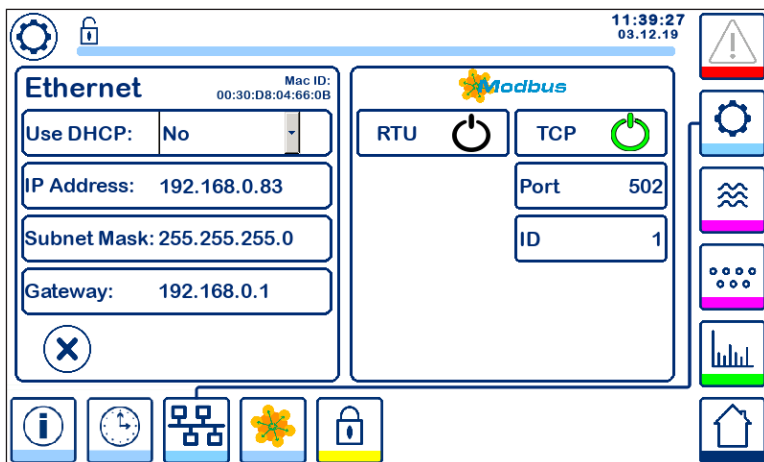 11:39:27
03.12.19
Ethernet
Mac ID:
00:30:D8:04:66:0B
Use DHCP: No
IP Address: 192.168.0.83
Subnet Mask: 255.255.255.0
Gateway: 192.168.0.1
Modbus
RTU TCP
Port 502
ID 1